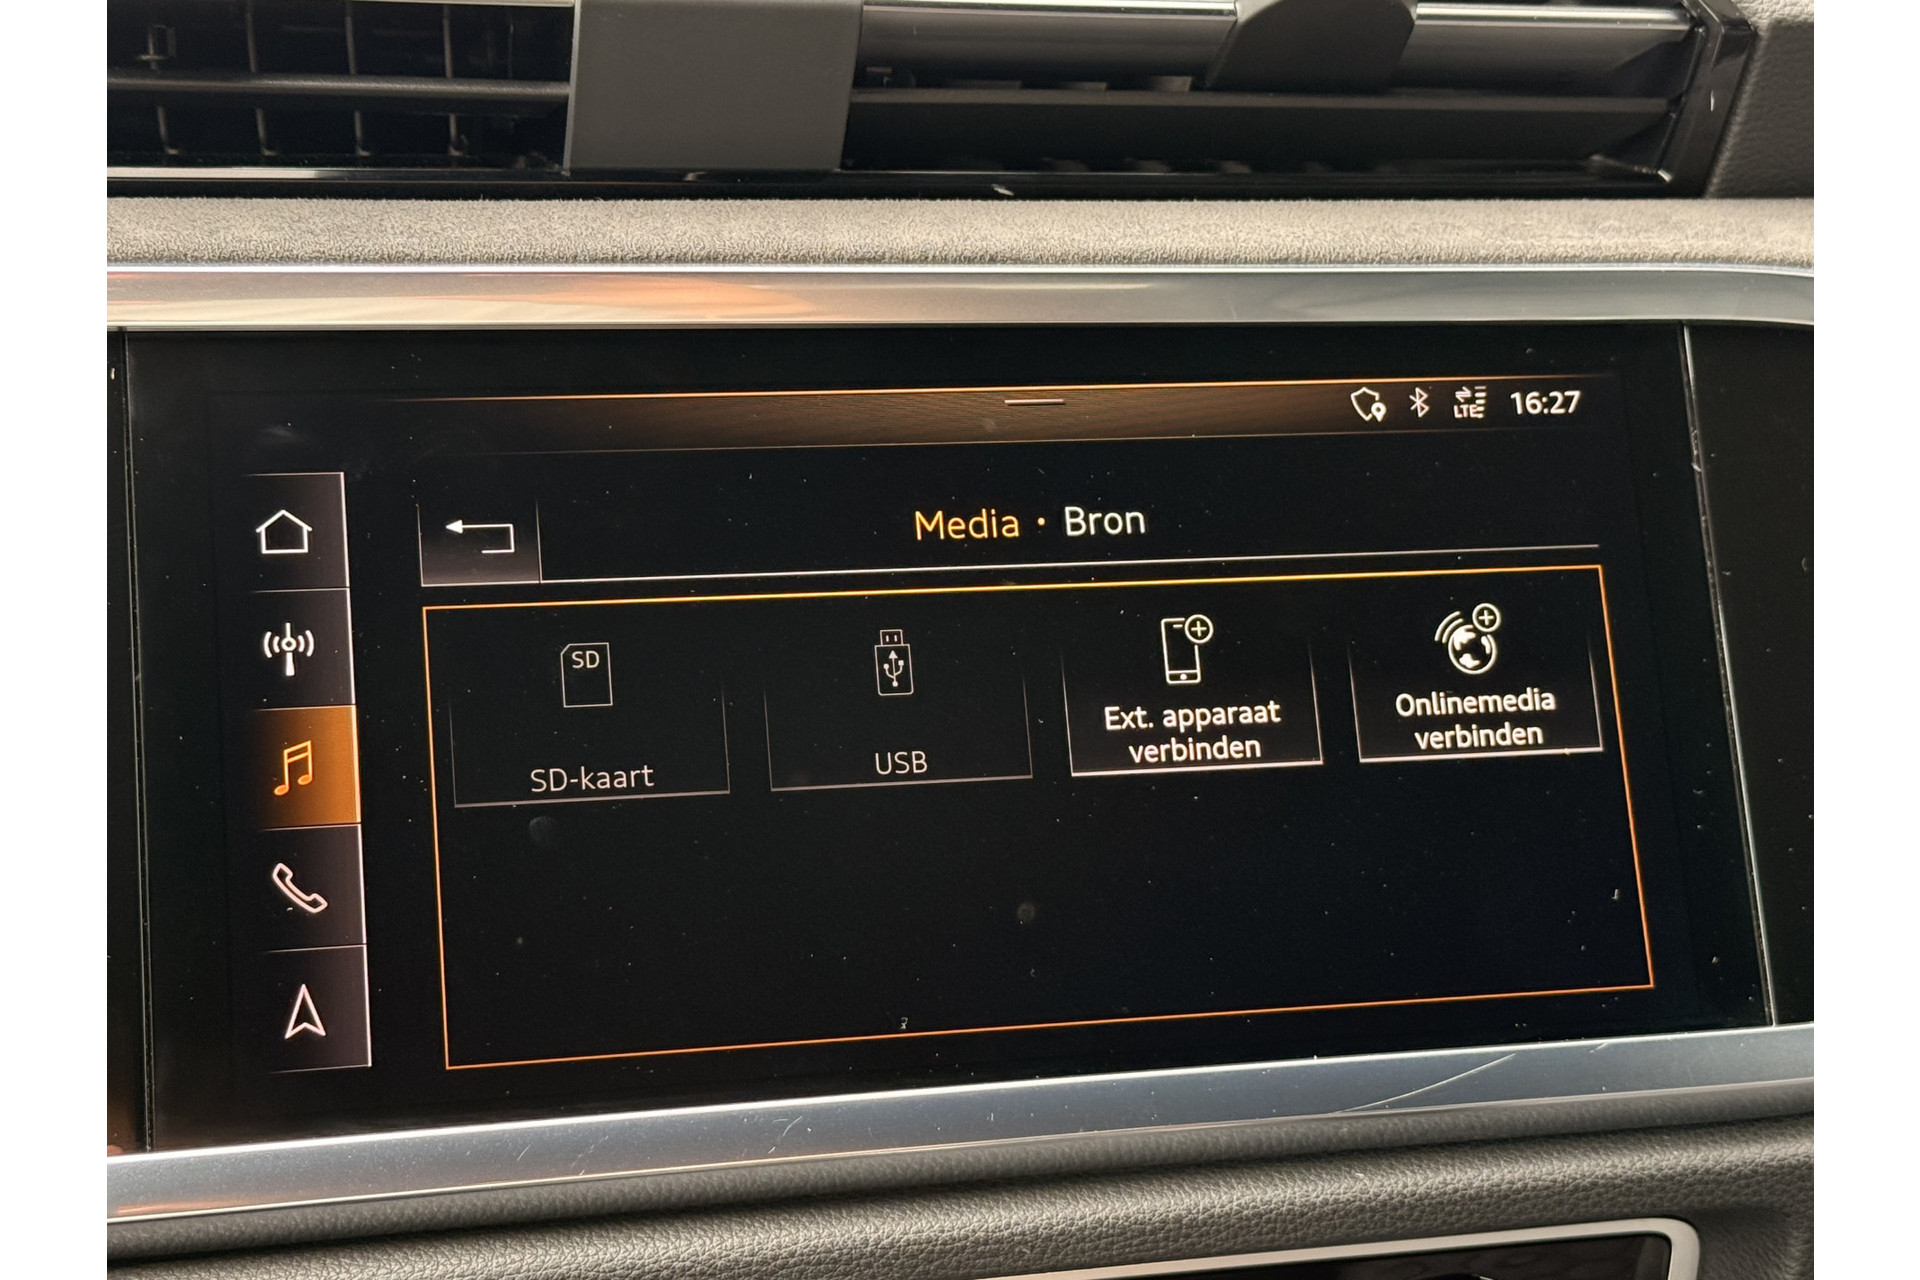 LTE 16:27
Media • Bron
SD
SD-kaart
USB
Ext. apparaat
verbinden
Onlinemedia
verbinden